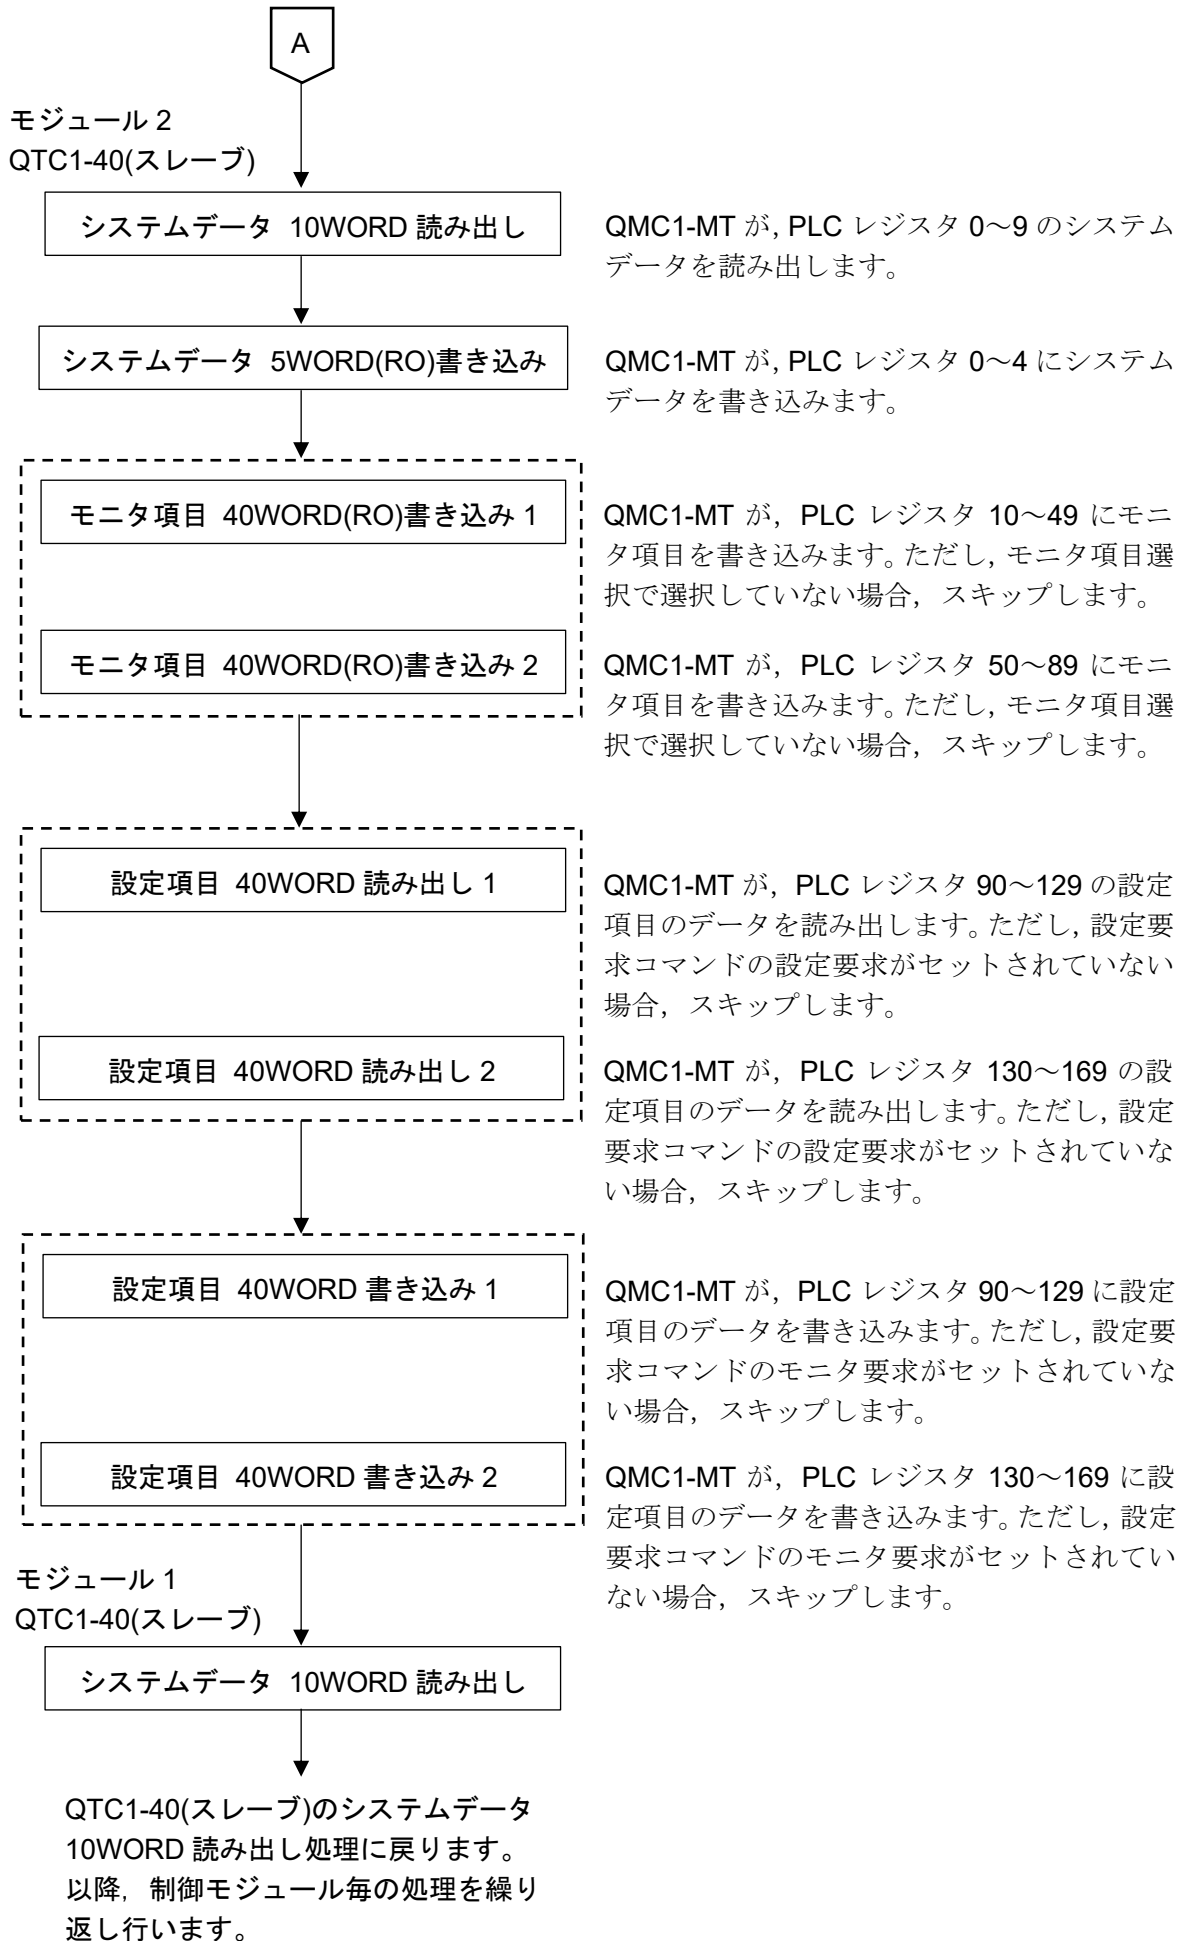 A
モジュール 2
QTC1-40(スレーブ)
システムデータ 10WORD 読み出し
QMC1-MT が, PLC レジスタ 0～9 のシステム
データを読み出します。
システムデータ 5WORD(RO)書き込み
QMC1-MT が, PLC レジスタ 0～4 にシステム
データを書き込みます。
モニタ項目 40WORD(RO)書き込み 1
QMC1-MT が, PLC レジスタ 10～49 にモニ
タ項目を書き込みます。ただし, モニタ項目選
択で選択していない場合, スキップします。
モニタ項目 40WORD(RO)書き込み 2
QMC1-MT が, PLC レジスタ 50～89 にモニ
タ項目を書き込みます。ただし, モニタ項目選
択で選択していない場合, スキップします。
設定項目 40WORD 読み出し 1
QMC1-MT が, PLC レジスタ 90～129 の設定
項目のデータを読み出します。ただし, 設定要
求コマンドの設定要求がセットされていない
場合, スキップします。
設定項目 40WORD 読み出し 2
QMC1-MT が, PLC レジスタ 130～169 の設
定項目のデータを読み出します。ただし, 設定
要求コマンドの設定要求がセットされていな
い場合, スキップします。
設定項目 40WORD 書き込み 1
QMC1-MT が, PLC レジスタ 90～129 に設定
項目のデータを書き込みます。ただし, 設定要
求コマンドのモニタ要求がセットされていな
い場合, スキップします。
設定項目 40WORD 書き込み 2
QMC1-MT が, PLC レジスタ 130～169 に設
定項目のデータを書き込みます。ただし, 設定
要求コマンドのモニタ要求がセットされてい
ない場合, スキップします。
モジュール 1
QTC1-40(スレーブ)
システムデータ 10WORD 読み出し
QTC1-40(スレーブ)のシステムデータ
10WORD 読み出し処理に戻ります。
以降, 制御モジュール毎の処理を繰り
返し行います。